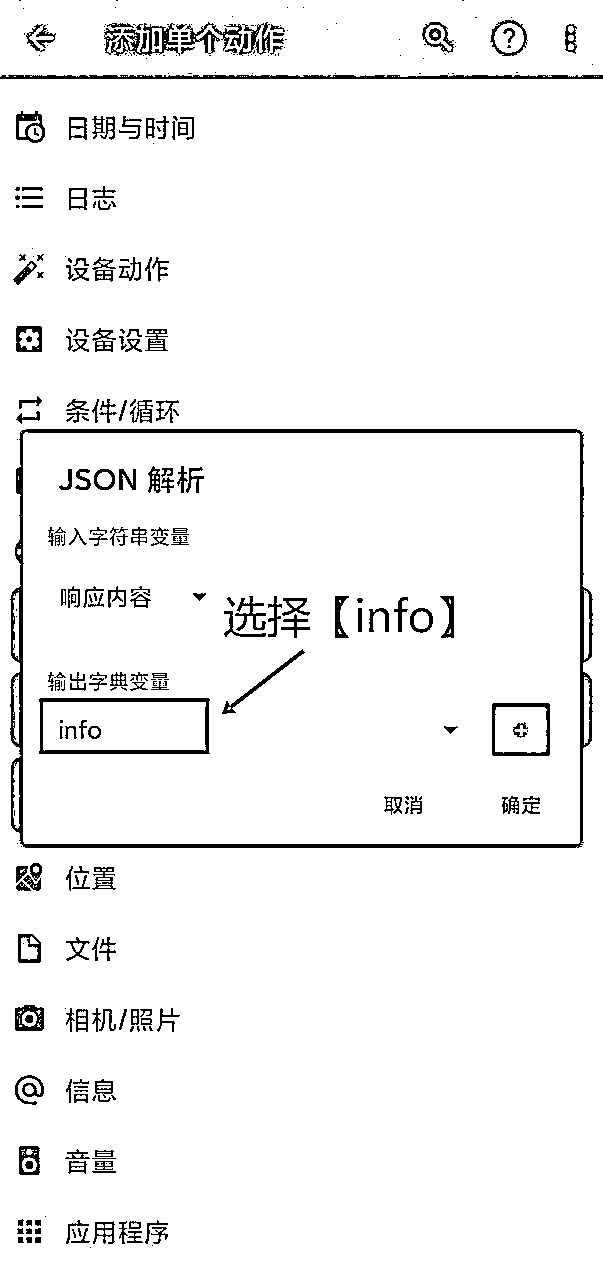 添加单个动作
日期与时间
日志
设备动作
设备设置
条件/循环
JSON 解析
输入字符串变量
响应内容
选择【info】
输出字典变量
info
取消 确定
位置
文件
相机/照片
信息
音量
应用程序